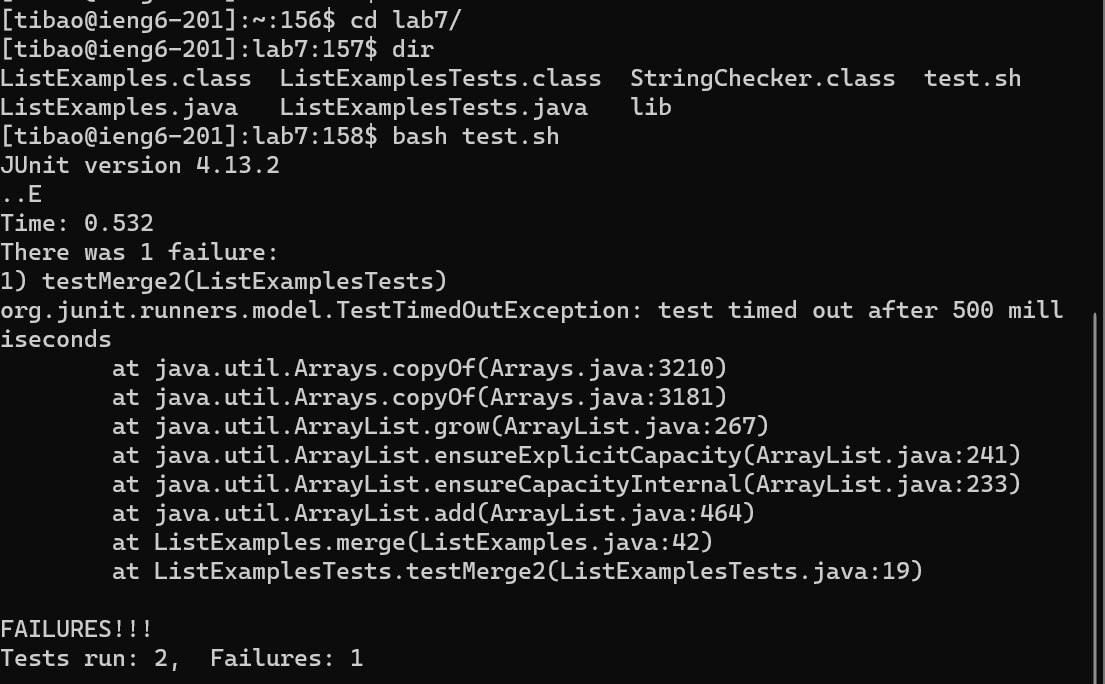 [tibao@ieng6-201]:~:156$ cd lab7/
[tibao@ieng6-201]:lab7:157$ dir
ListExamples.class  ListExamplesTests.class  StringChecker.class  test.sh
ListExamples.java   ListExamplesTests.java   lib
[tibao@ieng6-201]:lab7:158$ bash test.sh
JUnit version 4.13.2
..E
Time: 0.532
There was 1 failure:
1) testMerge2(ListExamplesTests)
org.junit.runners.model.TestTimedOutException: test timed out after 500 mill
iseconds
        at java.util.Arrays.copyOf(Arrays.java:3210)
        at java.util.Arrays.copyOf(Arrays.java:3181)
        at java.util.ArrayList.grow(ArrayList.java:267)
        at java.util.ArrayList.ensureExplicitCapacity(ArrayList.java:241)
        at java.util.ArrayList.ensureCapacityInternal(ArrayList.java:233)
        at java.util.ArrayList.add(ArrayList.java:464)
        at ListExamples.merge(ListExamples.java:42)
        at ListExamplesTests.testMerge2(ListExamplesTests.java:19)

FAILURES!!!
Tests run: 2,  Failures: 1